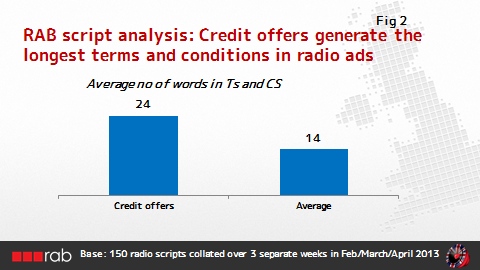 Fig 2
RAB script analysis: Credit offers generate the
longest terms and conditions in radio ads
Average no of words in Ts and CS
24
14
Credit offers
Average
rab
Base: 150 radio scripts collated over 3 separate weeks in Feb/March/April 2013